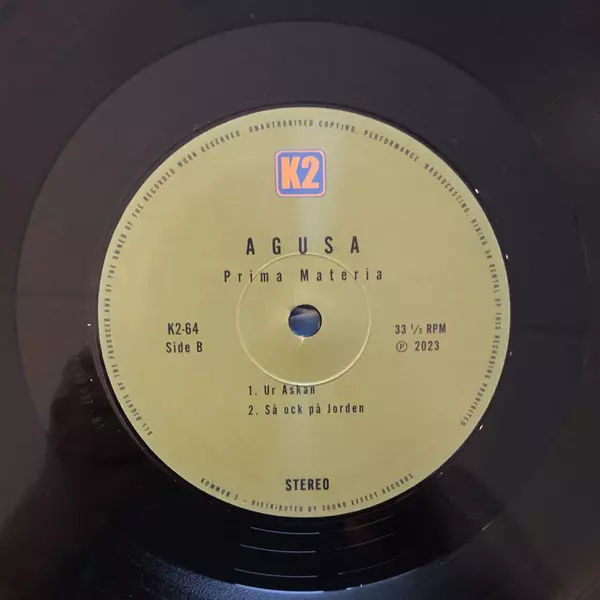 ALL RIGHTS OF THE PRODUCER AND OF THE OWNER OF THE RECORDED WORK RESERVED. UNAUTHORISED COPYING, PERFORMANCE, BROADCASTING, HIRING OR RENTAL OF THIS RECORDING PROHIBITED
K2
AGUSA
Prima Materia
K2-64
Side B
33 1/3 RPM
℗ 2023
1. Ur Askan
2. Så ock på Jorden
STEREO
KOMMUN 2 - DISTRIBUTED BY SOUND EFFECT RECORDS